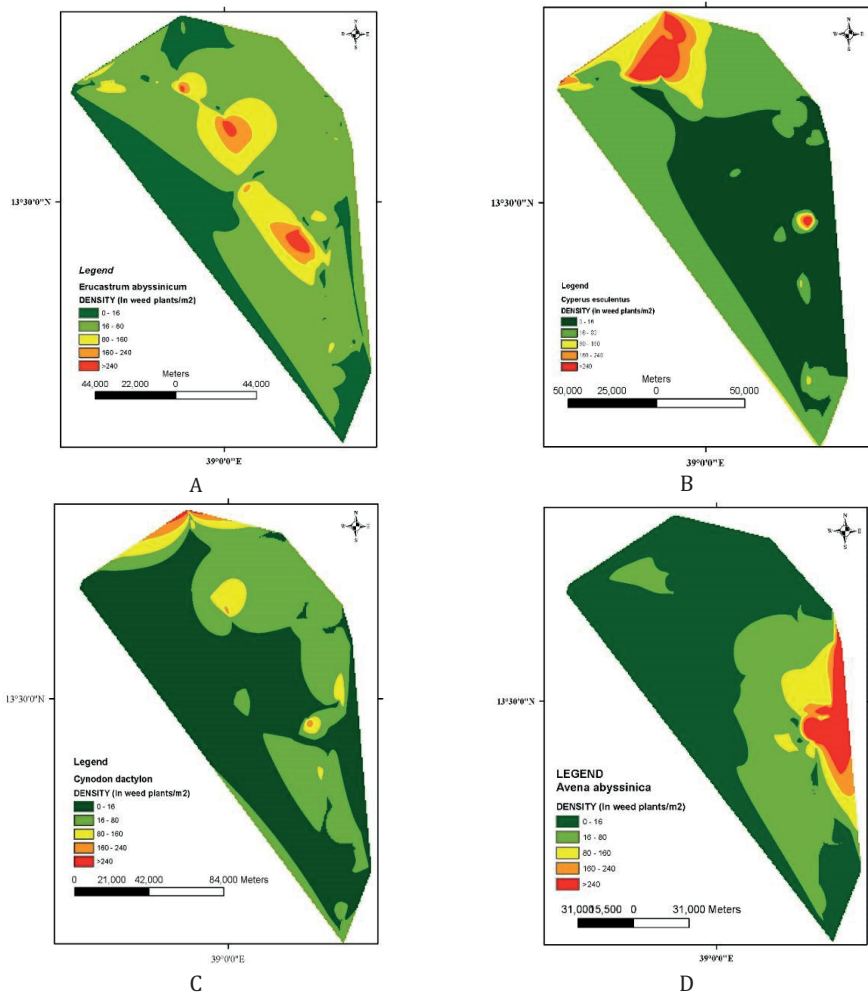 N
E
S
13°30'0"N
Legend
Erucastrum abyssinicum
DENSITY (In weed plants/m2)
0 - 16
16 - 80
80 - 160
160 - 240
>240
Meters
44,000 22,000 0 44,000
39°0'0"E
A
N
W E
S
13°30'0"N
Legend
Cyperus esculentus
DENSITY (In weed plants/m2)
0 - 16
160 - 240
Meters
50,000 25,000 0 50,000
39°0'0"E
B
N
W E
S
13°30'0"N
Legend
Cynodon dactylon
DENSITY (In weed plants/m2)
0 - 16
16 - 80
80 - 160
160 - 240
>240
0 21,000 42,000 84,000 Meters
39°0'0"E
C
N
W E
S
13°30'0"N
LEGEND
Avena abyssinica
DENSITY (In weed plants/m2)
0 - 16
16 - 80
80 - 160
160 - 240
>240
31,00015,500 0 31,000 Meters
39°0'0"E
D